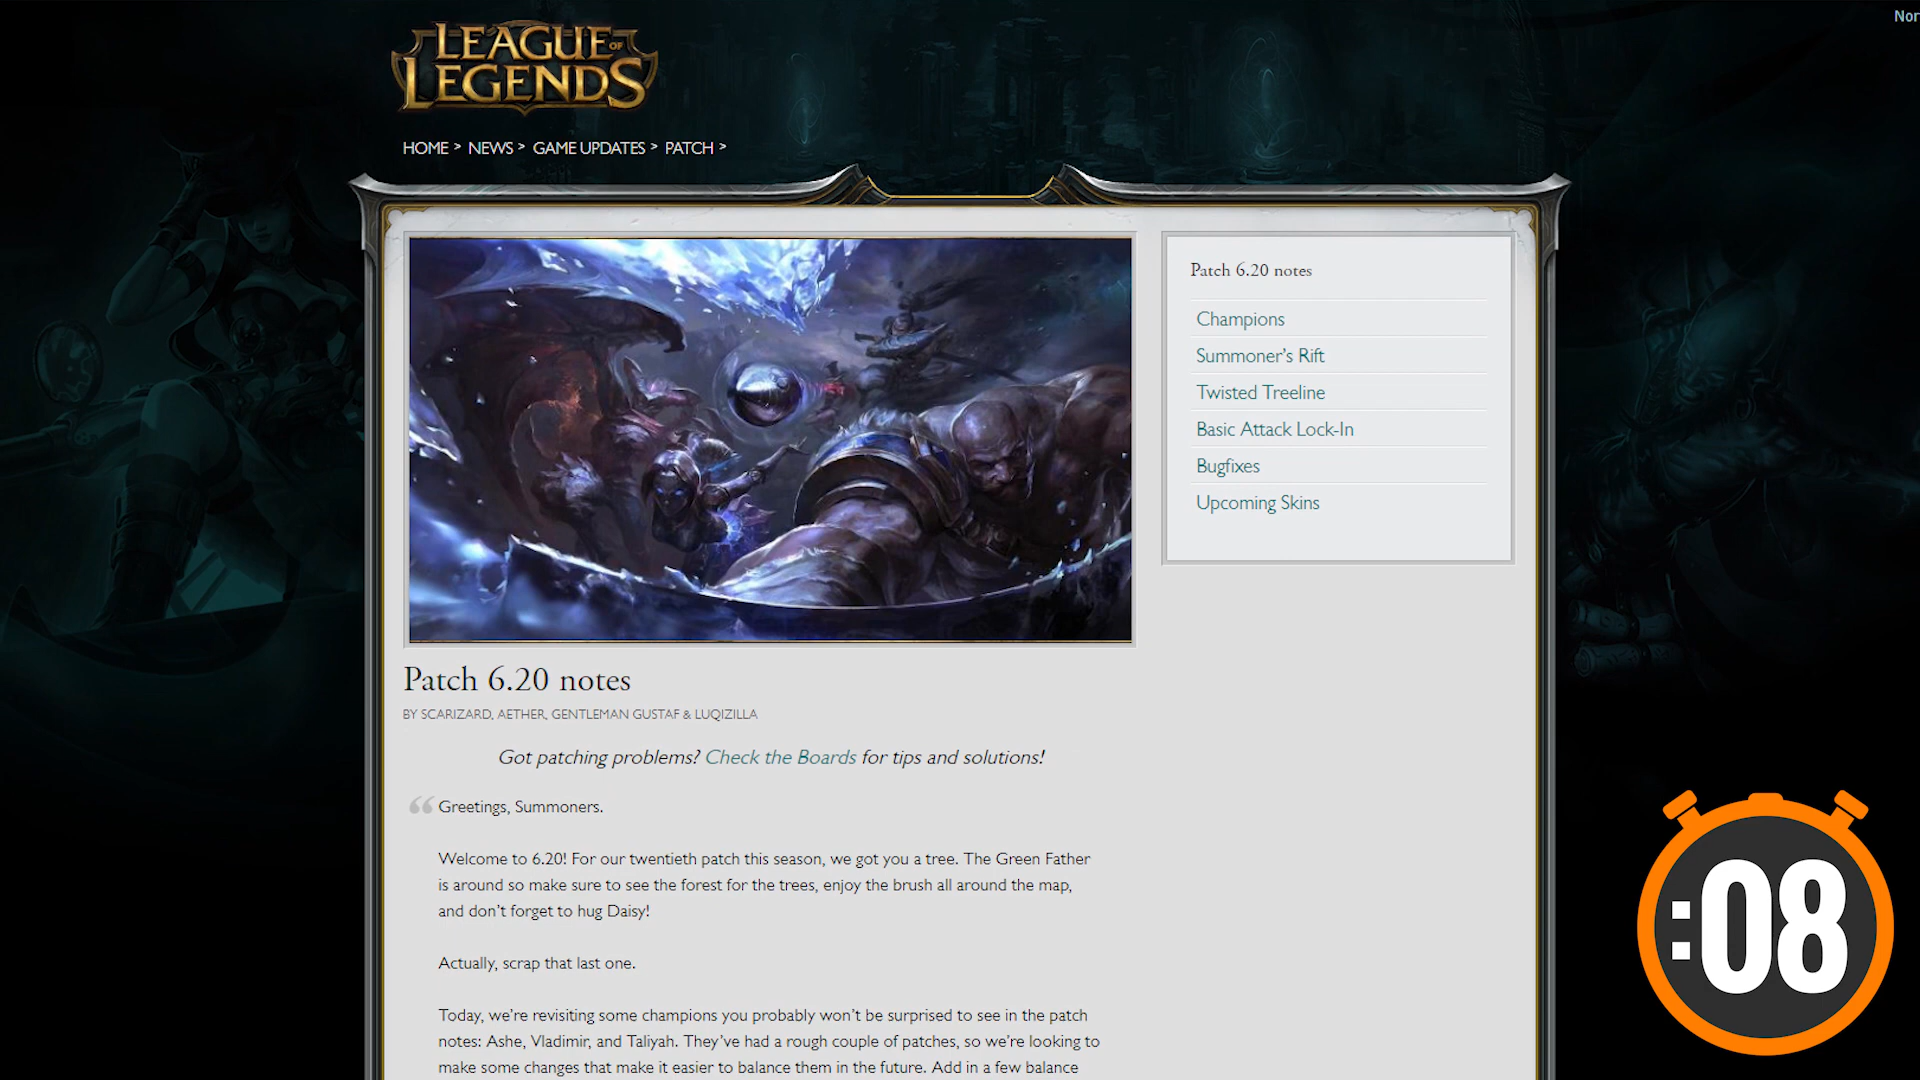 Nor
LEAGUE OF
LEGENDS
HOME > NEWS > GAME UPDATES > PATCH >
Patch 6.20 notes
Champions
Summoner's Rift
Twisted Treeline
Basic Attack Lock-In
Bugfixes
Upcoming Skins
Patch 6.20 notes
BY SCARIZARD, AETHER, GENTLEMAN GUSTAF & LUQIZILLA
Got patching problems? Check the Boards for tips and solutions!
“ Greetings, Summoners.
Welcome to 6.20! For our twentieth patch this season, we got you a tree. The Green Father
is around so make sure to see the forest for the trees, enjoy the brush all around the map,
and don't forget to hug Daisy!
Actually, scrap that last one.
Today, we're revisiting some champions you probably won't be surprised to see in the patch
notes: Ashe, Vladimir, and Taliyah. They've had a rough couple of patches, so we're looking to
make some changes that make it easier to balance them in the future. Add in a few balance
:08